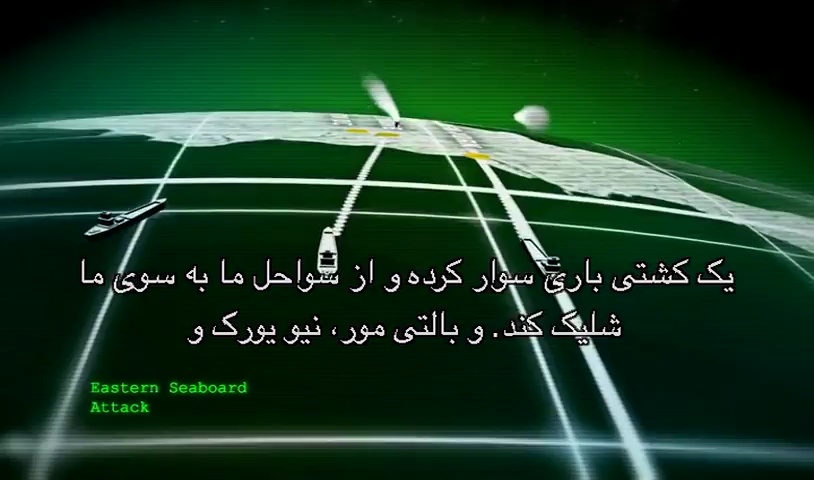 یک کشتی باری سوار کرده و از سواحل ما به سوی ما
شلیک کند. و بالتی مور، نیو یورک و
Eastern Seaboard
Attack